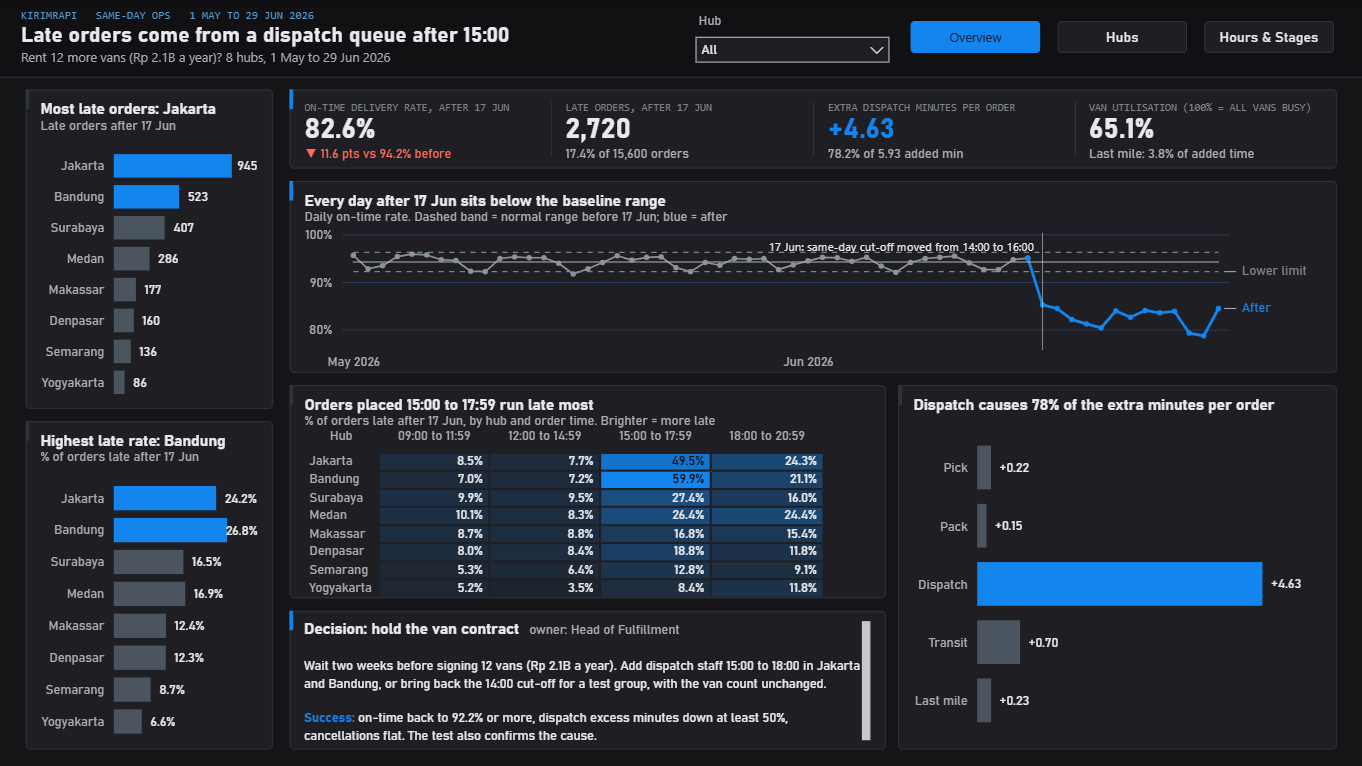 KIRIMRAPI SAME-DAY OPS 1 MAY TO 29 JUN 2026
Late orders come from a dispatch queue after 15:00
Rent 12 more vans (Rp 2.1B a year)? 8 hubs, 1 May to 29 Jun 2026
Hub
All
Overview
Hubs
Hours & Stages
Most late orders: Jakarta
Late orders after 17 Jun
Jakarta 945
Bandung 523
Surabaya 407
Medan 286
Makassar 177
Denpasar 160
Semarang 136
Yogyakarta 86
Highest late rate: Bandung
% of orders late after 17 Jun
Jakarta 24.2%
Bandung 26.8%
Surabaya 16.5%
Medan 16.9%
Makassar 12.4%
Denpasar 12.3%
Semarang 8.7%
Yogyakarta 6.6%
ON-TIME DELIVERY RATE, AFTER 17 JUN
82.6%
▼ 11.6 pts vs 94.2% before
LATE ORDERS, AFTER 17 JUN
2,720
17.4% of 15,600 orders
EXTRA DISPATCH MINUTES PER ORDER
+4.63
78.2% of 5.93 added min
VAN UTILISATION (100% = ALL VANS BUSY)
65.1%
Last mile: 3.8% of added time
Every day after 17 Jun sits below the baseline range
Daily on-time rate. Dashed band = normal range before 17 Jun; blue = after
100%
17 Jun: same-day cut-off moved from 14:00 to 16:00
90%
Lower limit
After
80%
May 2026 Jun 2026
Orders placed 15:00 to 17:59 run late most
% of orders late after 17 Jun, by hub and order time. Brighter = more late
Hub 09:00 to 11:59 12:00 to 14:59 15:00 to 17:59 18:00 to 20:59
Jakarta 8.5% 7.7% 49.5% 24.3%
Bandung 7.0% 7.2% 59.9% 21.1%
Surabaya 9.9% 9.5% 27.4% 16.0%
Medan 10.1% 8.3% 26.4% 24.4%
Makassar 8.7% 8.8% 16.8% 15.4%
Denpasar 8.0% 8.4% 18.8% 11.8%
Semarang 5.3% 6.4% 12.8% 9.1%
Yogyakarta 5.2% 3.5% 8.4% 11.8%
Decision: hold the van contract owner: Head of Fulfillment
Wait two weeks before signing 12 vans (Rp 2.1B a year). Add dispatch staff 15:00 to 18:00 in Jakarta
and Bandung, or bring back the 14:00 cut-off for a test group, with the van count unchanged.
Success: on-time back to 92.2% or more, dispatch excess minutes down at least 50%,
cancellations flat. The test also confirms the cause.
Dispatch causes 78% of the extra minutes per order
Pick +0.22
Pack +0.15
Dispatch +4.63
Transit +0.70
Last mile +0.23